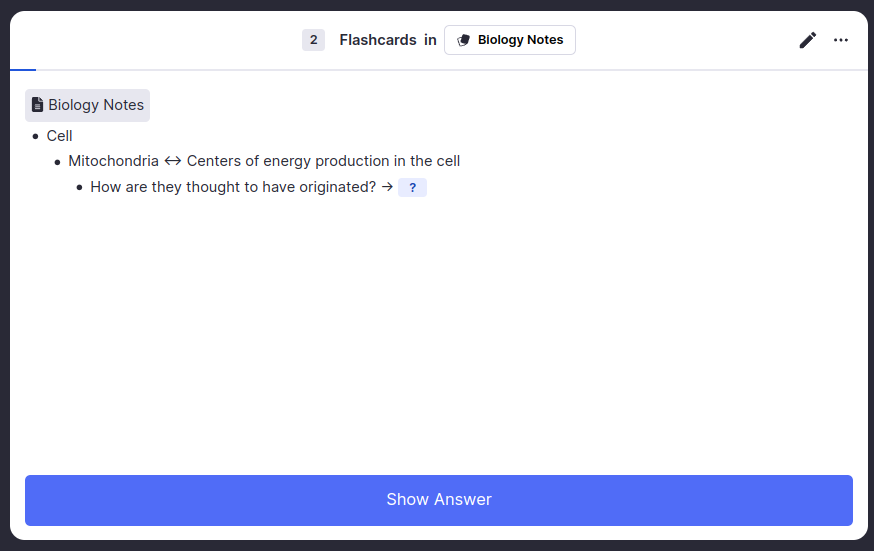 2 Flashcards in Biology Notes
Biology Notes
• Cell
• Mitochondria ↔ Centers of energy production in the cell
• How are they thought to have originated? → ?
Show Answer